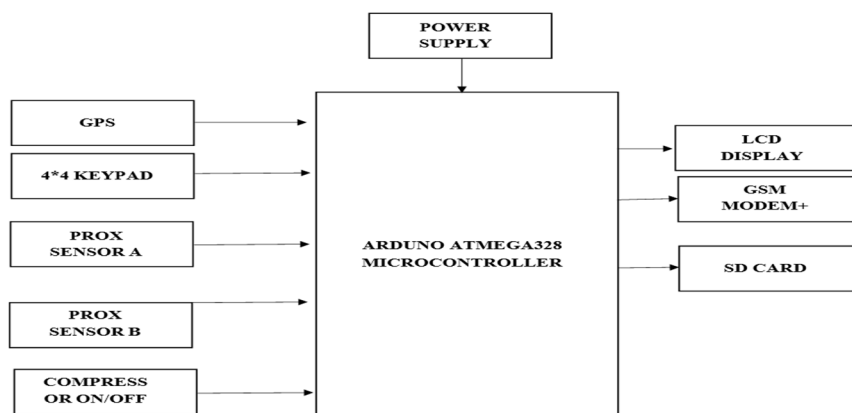 POWER
SUPPLY
GPS
4*4 KEYPAD
PROX
SENSOR A
PROX
SENSOR B
COMPRESS
OR ON/OFF
ARDUNO ATMEGA328
MICROCONTROLLER
LCD
DISPLAY
GSM
MODEM+
SD CARD